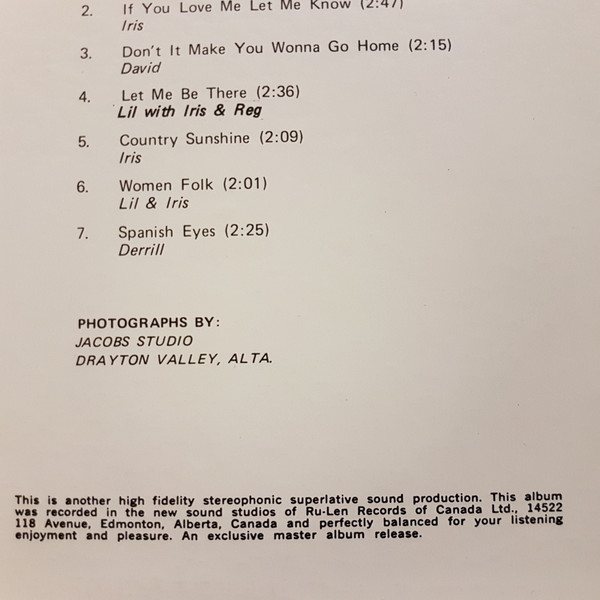 2. If You Love Me Let Me Know (2:47)
Iris
3. Don't It Make You Wonna Go Home (2:15)
David
4. Let Me Be There (2:36)
Lil with Iris & Reg
5. Country Sunshine (2:09)
Iris
6. Women Folk (2:01)
Lil & Iris
7. Spanish Eyes (2:25)
Derrill
PHOTOGRAPHS BY:
JACOBS STUDIO
DRAYTON VALLEY, ALTA.
This is another high fidelity stereophonic superlative sound production. This album
was recorded in the new sound studios of Ru-Len Records of Canada Ltd., 14522
118 Avenue, Edmonton, Alberta, Canada and perfectly balanced for your listening
enjoyment and pleasure. An exclusive master album release.